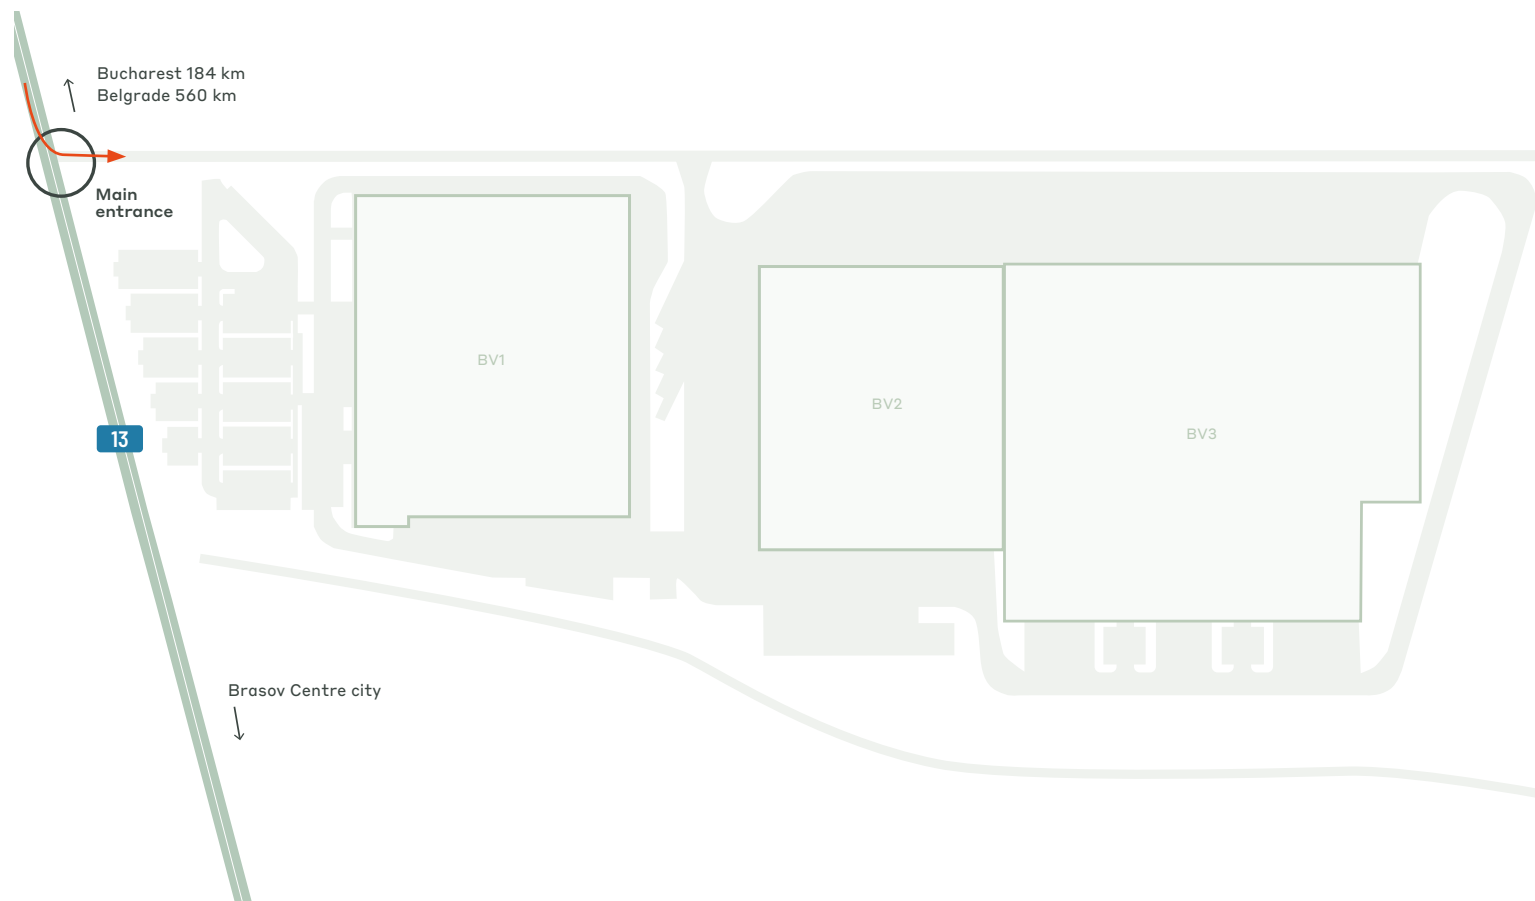 Bucharest 184 km
Belgrade 560 km
Main
entrance
BV1
BV2
BV3
13
Brasov Centre city